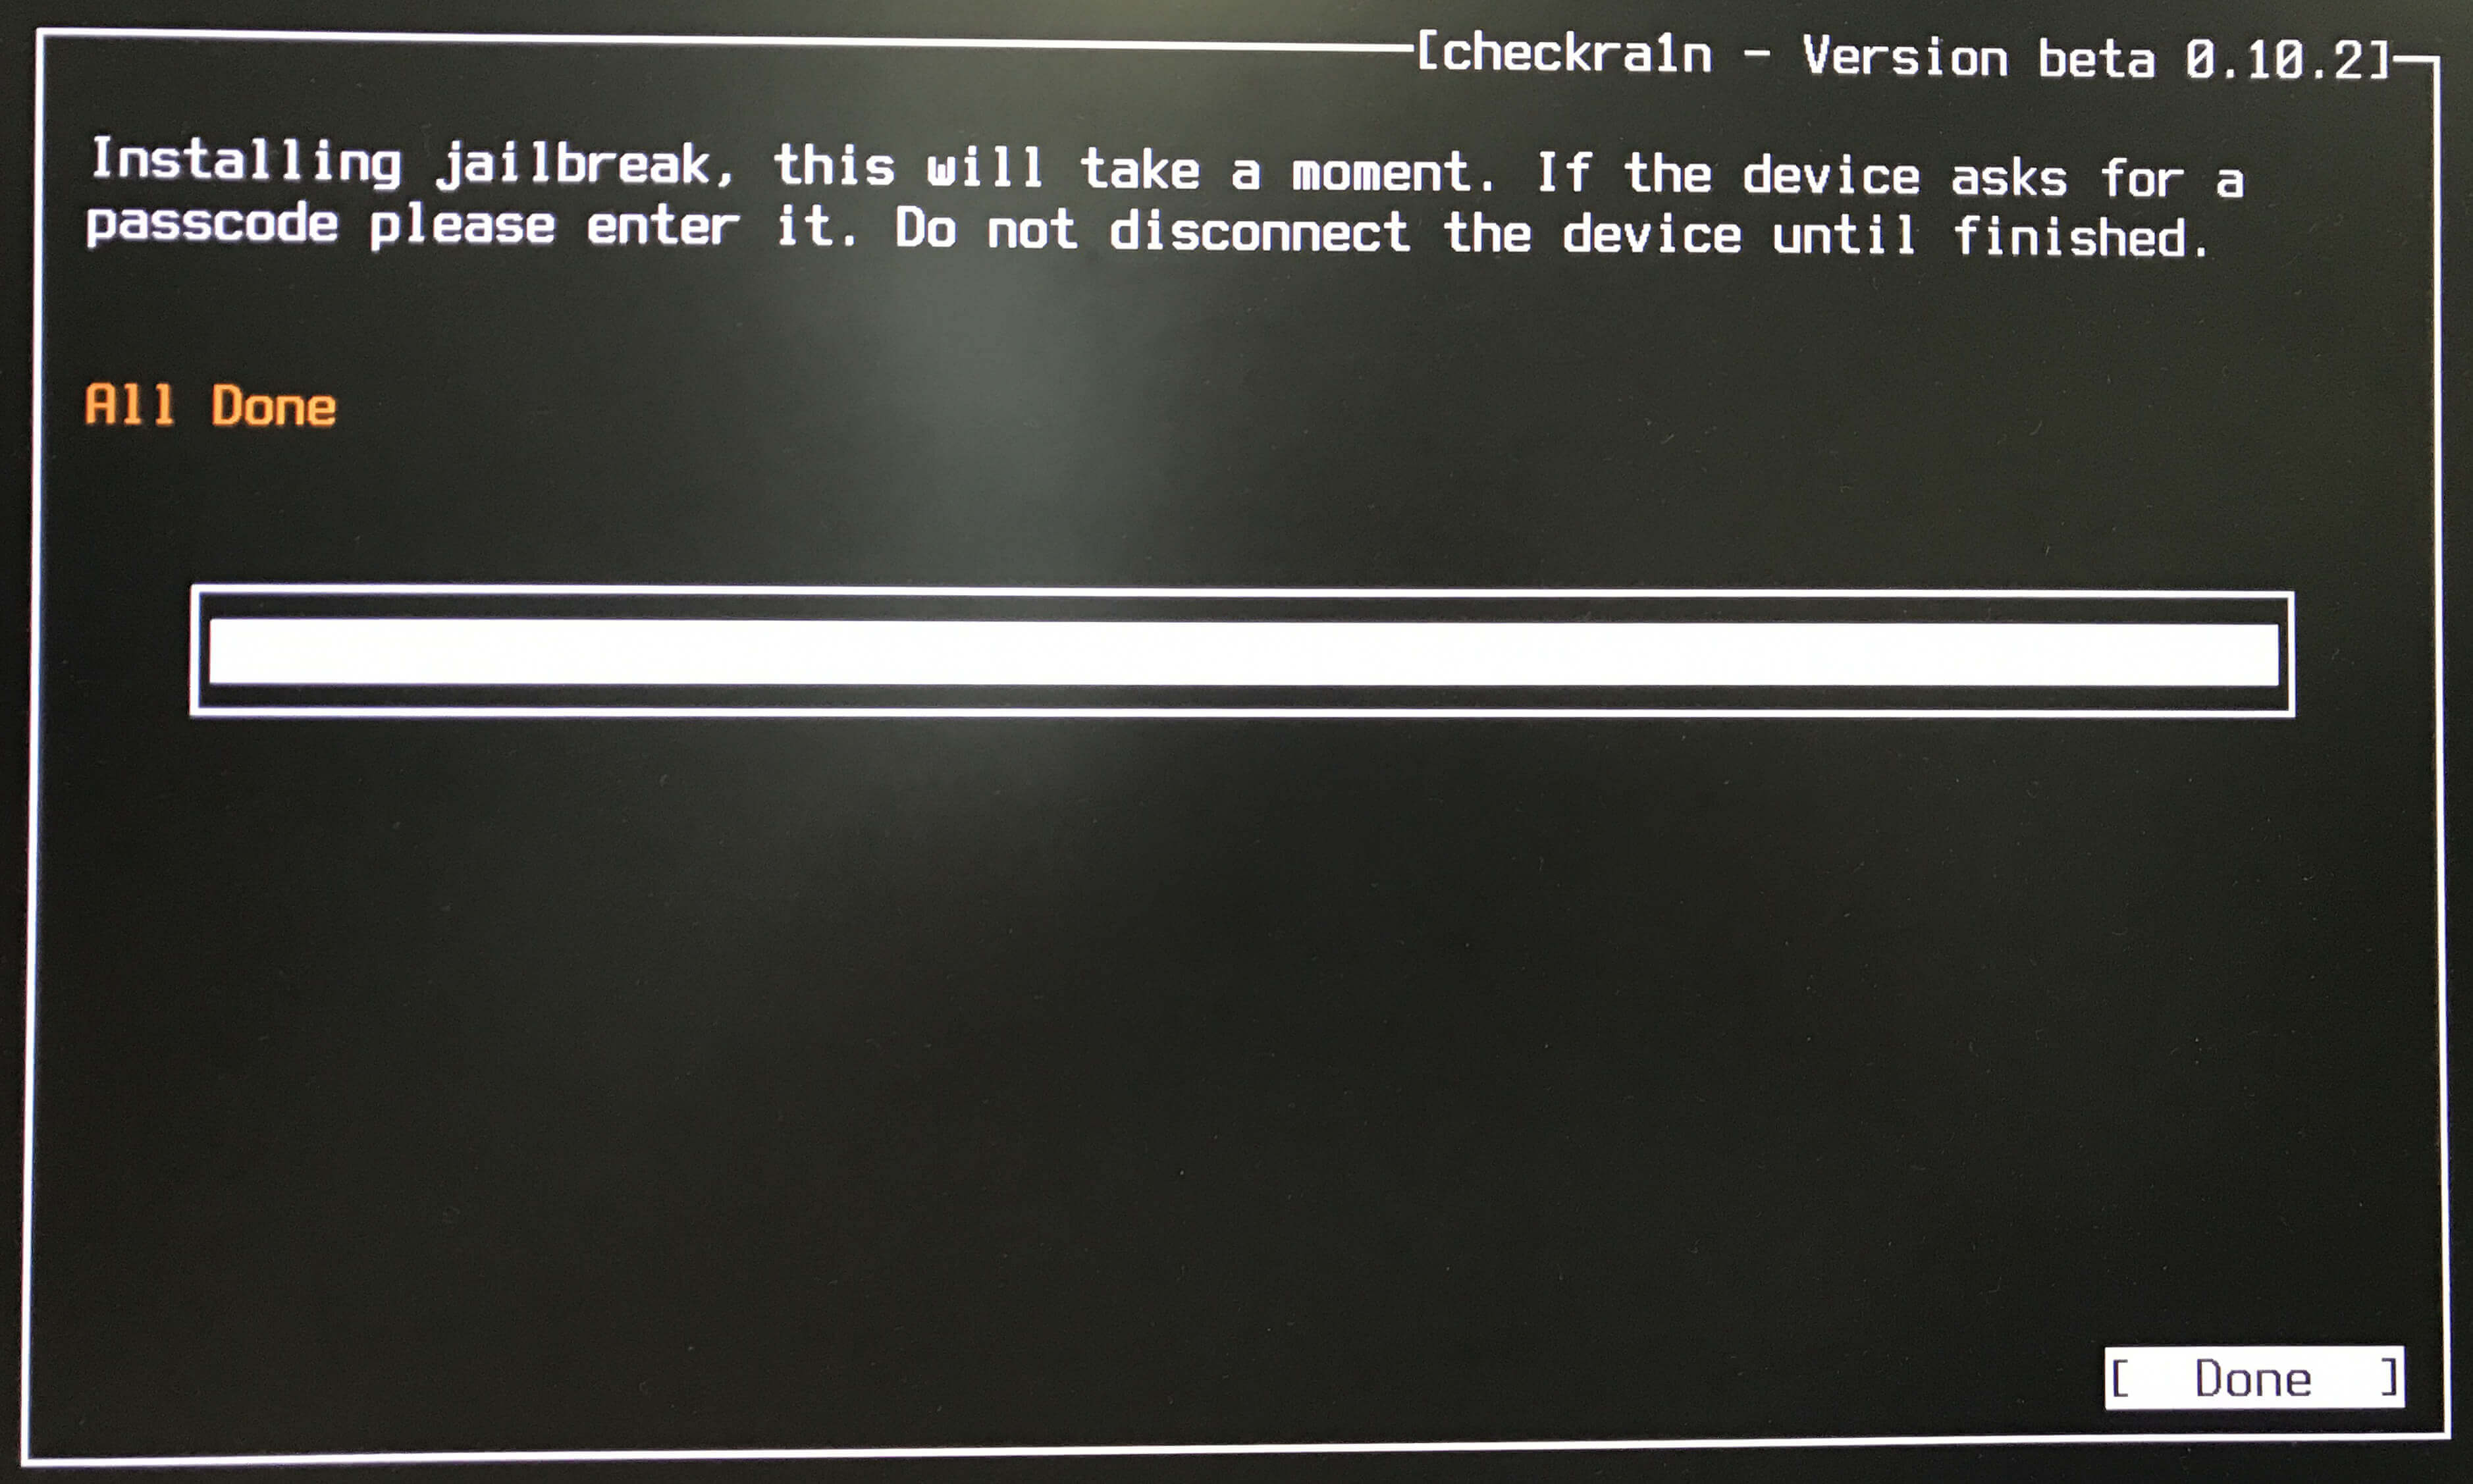 [checkra1n - Version beta 0.10.2]
Installing jailbreak, this will take a moment. If the device asks for a
passcode please enter it. Do not disconnect the device until finished.
All Done
[ Done ]